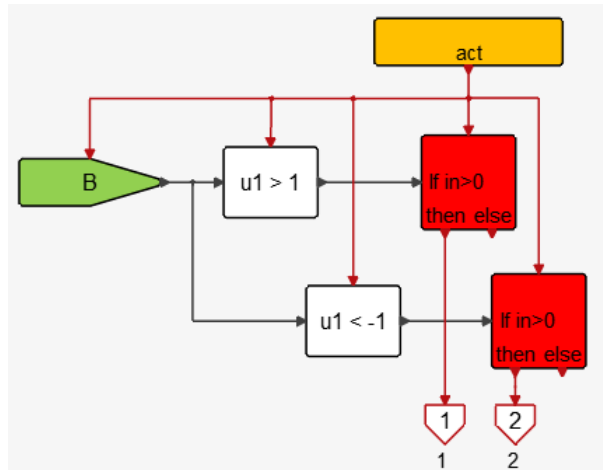 act
B
u1 > 1
If in>0
then else
u1 < -1
If in>0
then else
1
2
1
2